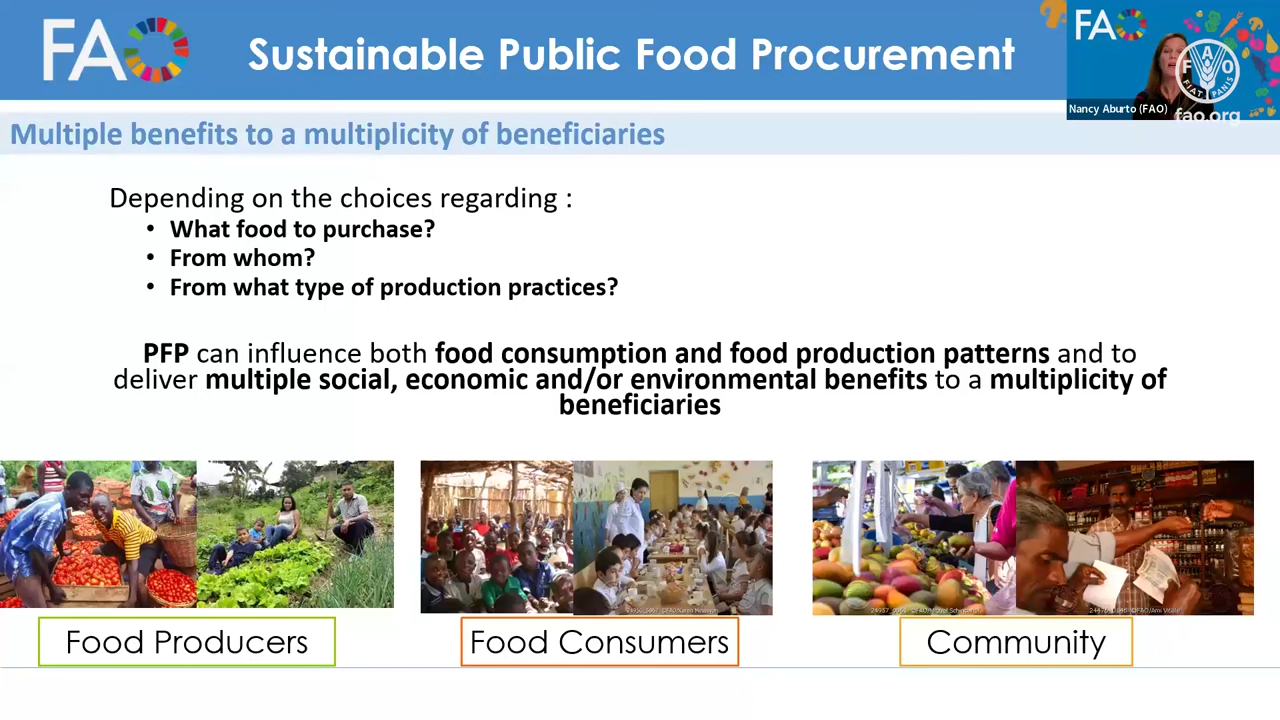 FAO
Sustainable Public Food Procurement
FAO
FAO
FIAT PANIS
Nancy Aburto (FAO)
fao.org
Multiple benefits to a multiplicity of beneficiaries
Depending on the choices regarding :
• What food to purchase?
• From whom?
• From what type of production practices?
PFP can influence both food consumption and food production patterns and to
deliver multiple social, economic and/or environmental benefits to a multiplicity of
beneficiaries
Food Producers
Food Consumers
Community